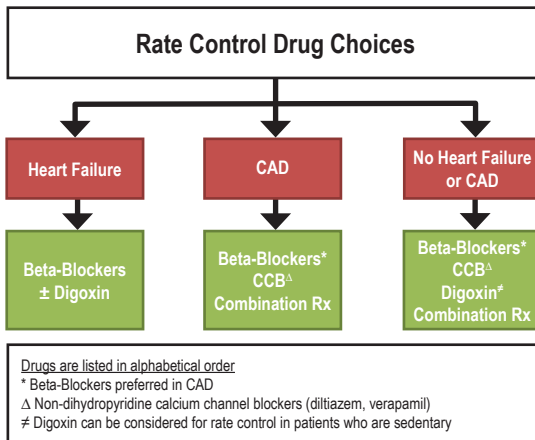 Rate Control Drug Choices
Heart Failure
CAD
No Heart Failure
or CAD
Beta-Blockers
± Digoxin
Beta-Blockers*
CCBΔ
Combination Rx
Beta-Blockers*
CCBΔ
Digoxin≠
Combination Rx
Drugs are listed in alphabetical order
* Beta-Blockers preferred in CAD
Δ Non-dihydropyridine calcium channel blockers (diltiazem, verapamil)
≠ Digoxin can be considered for rate control in patients who are sedentary